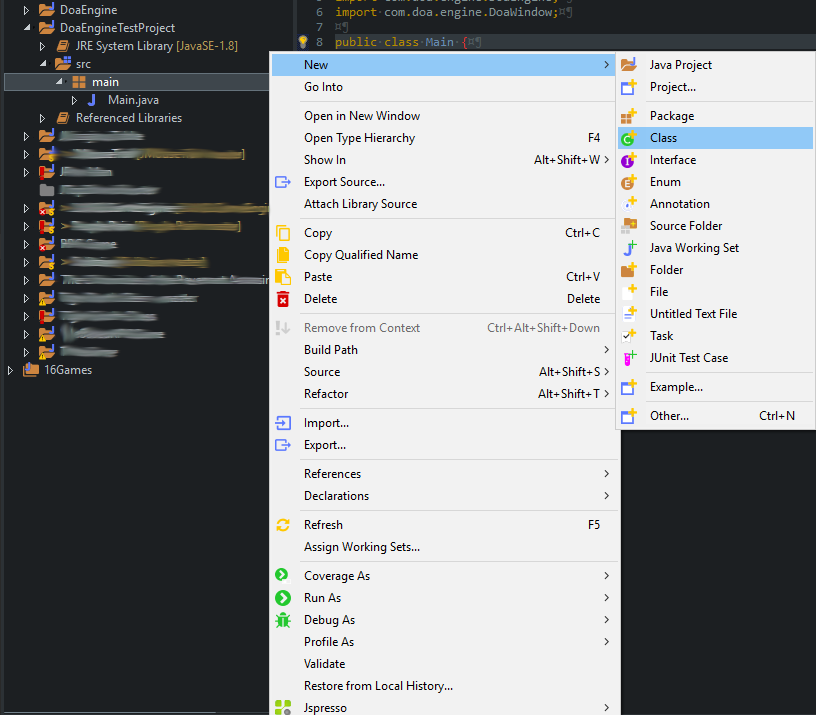 DoaEngine
DoaEngineTestProject
JRE System Library [JavaSE-1.8]
src
main
Main.java
Referenced Libraries
16Games
6 import com.doa.engine.DoaWindow;¤¶
7 ¤¶
8 public class Main {¤¶
New
Go Into
Open in New Window
Open Type Hierarchy F4
Show In Alt+Shift+W
Export Source...
Attach Library Source
Copy Ctrl+C
Copy Qualified Name
Paste Ctrl+V
Delete Delete
Remove from Context Ctrl+Alt+Shift+Down
Build Path
Source Alt+Shift+S
Refactor Alt+Shift+T
Import...
Export...
References
Declarations
Refresh F5
Assign Working Sets...
Coverage As
Run As
Debug As
Profile As
Validate
Restore from Local History...
Jspresso
Java Project
Project...
Package
Class
Interface
Enum
Annotation
Source Folder
Java Working Set
Folder
File
Untitled Text File
Task
JUnit Test Case
Example...
Other... Ctrl+N